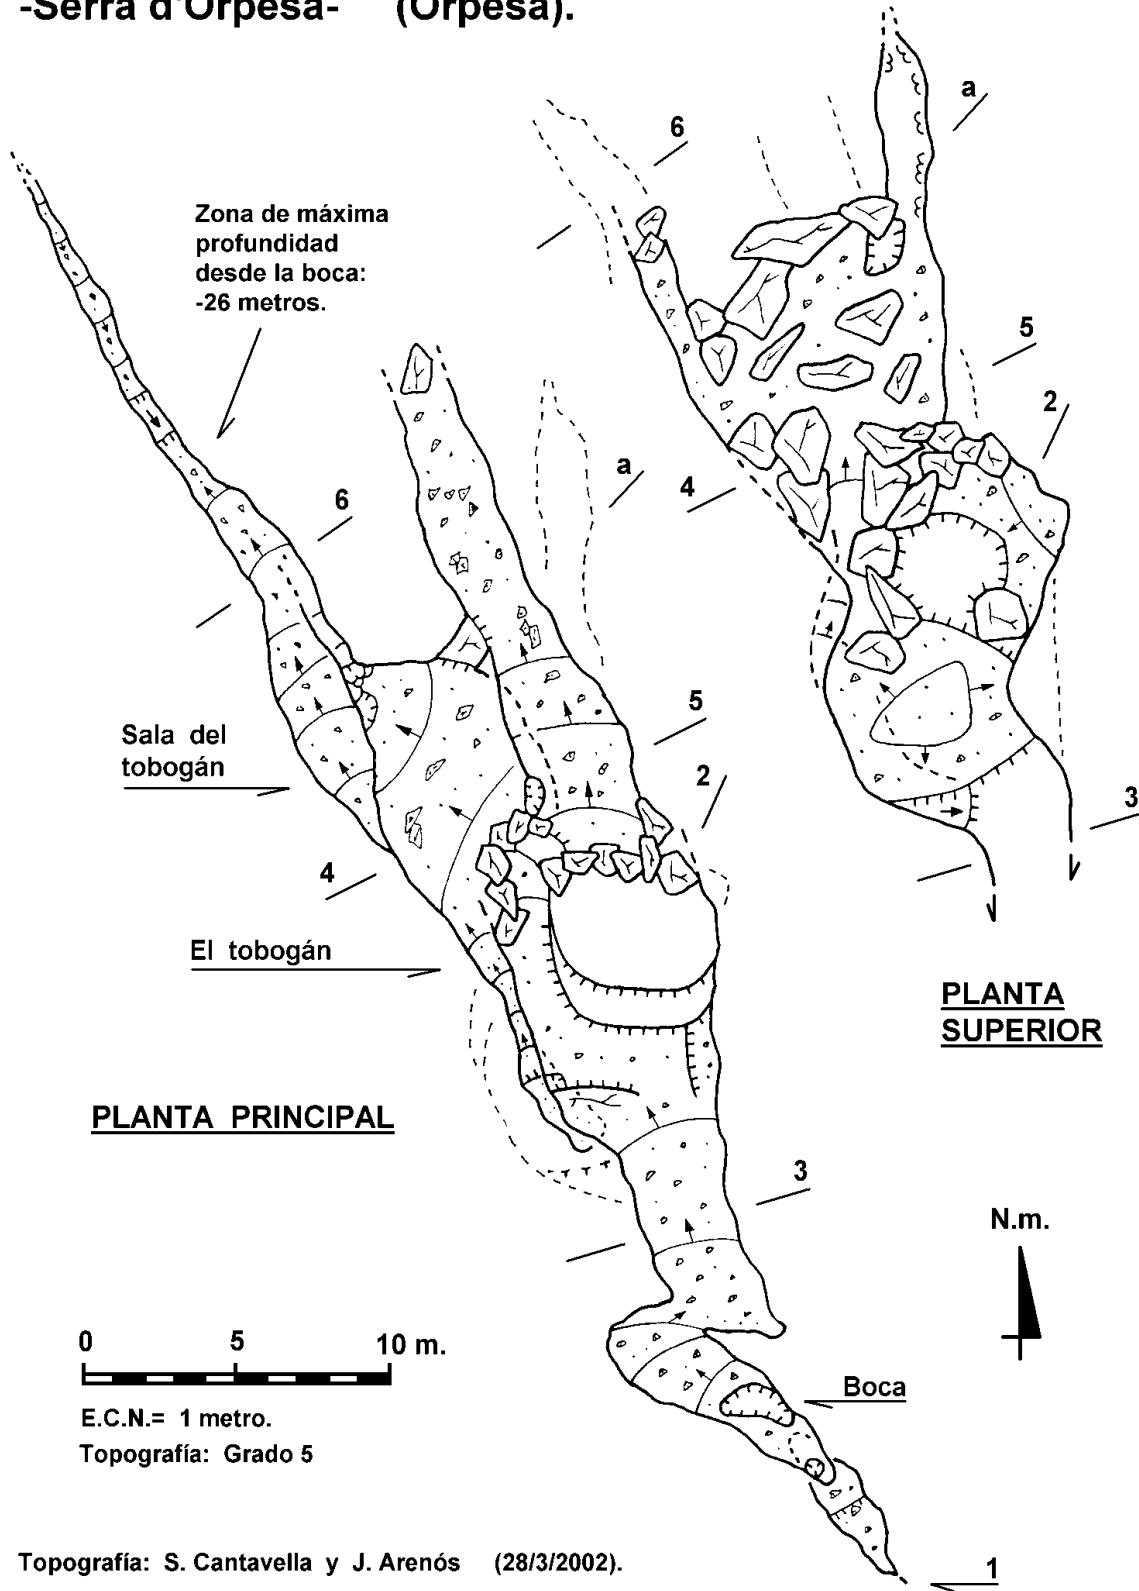 -Serra d'Orpesa- (Orpesa).
a
6
Zona de máxima
profundidad
desde la boca:
-26 metros.
5
2
a
4
6
Sala del
tobogán
5
2
3
4
El tobogán
PLANTA
SUPERIOR
PLANTA PRINCIPAL
3
N.m.
0 5 10 m.
Boca
E.C.N.= 1 metro.
Topografía: Grado 5
Topografía: S. Cantavella y J. Arenós (28/3/2002).
1